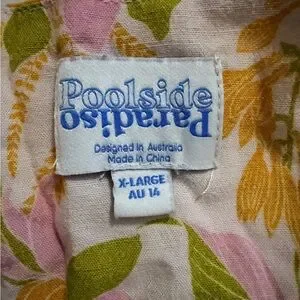 Poolside
Paradiso
Designed in Australia
Made in China
X-LARGE
AU 14